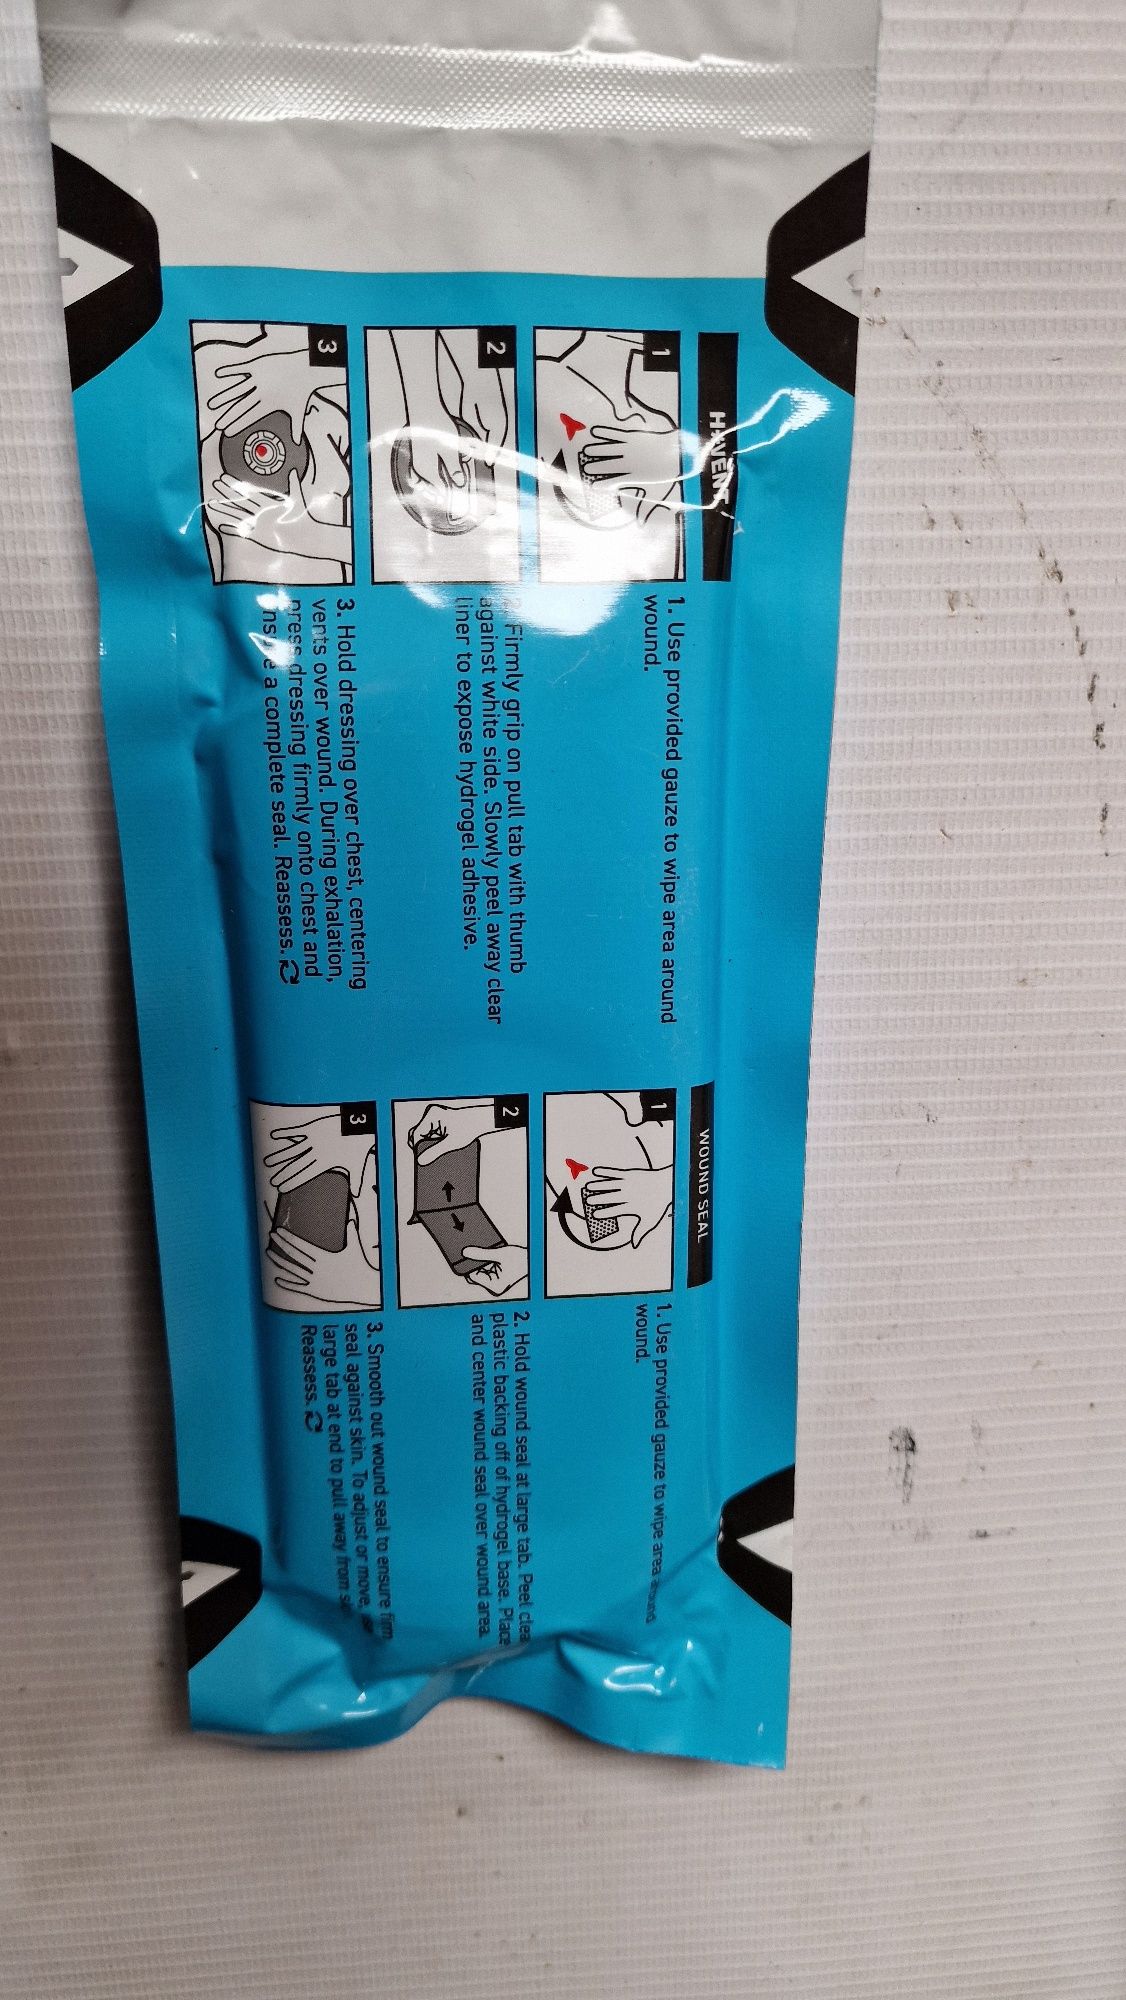 H·VENT
1
1. Use provided gauze to wipe area around
wound.
2
Firmly grip on pull tab with thumb
against white side. Slowly peel away clear
liner to expose hydrogel adhesive.
3
3. Hold dressing over chest, centering
vents over wound. During exhalation,
press dressing firmly onto chest and
a complete seal. Reassess.
WOUND SEAL
1
1. Use provided gauze to wipe area around
wound.
2
2. Hold wound seal at large tab. Peel clea
plastic backing off of hydrogel base. Place
and center wound seal over wound area.
3
3. Smooth out wound seal to ensure firm
seal against skin. To adjust or move,
large tab at end to pull away from
Reassess.